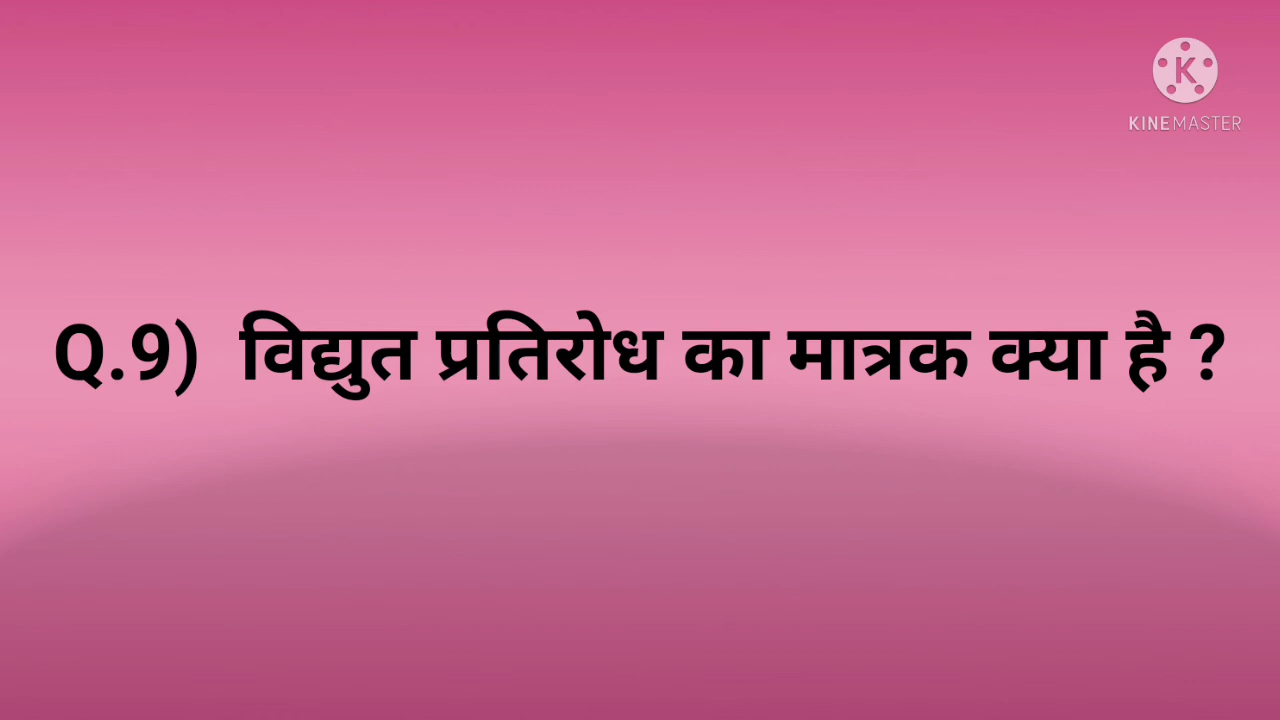 K
KINEMASTER
Q.9) विद्युत प्रतिरोध का मात्रक क्या है ?